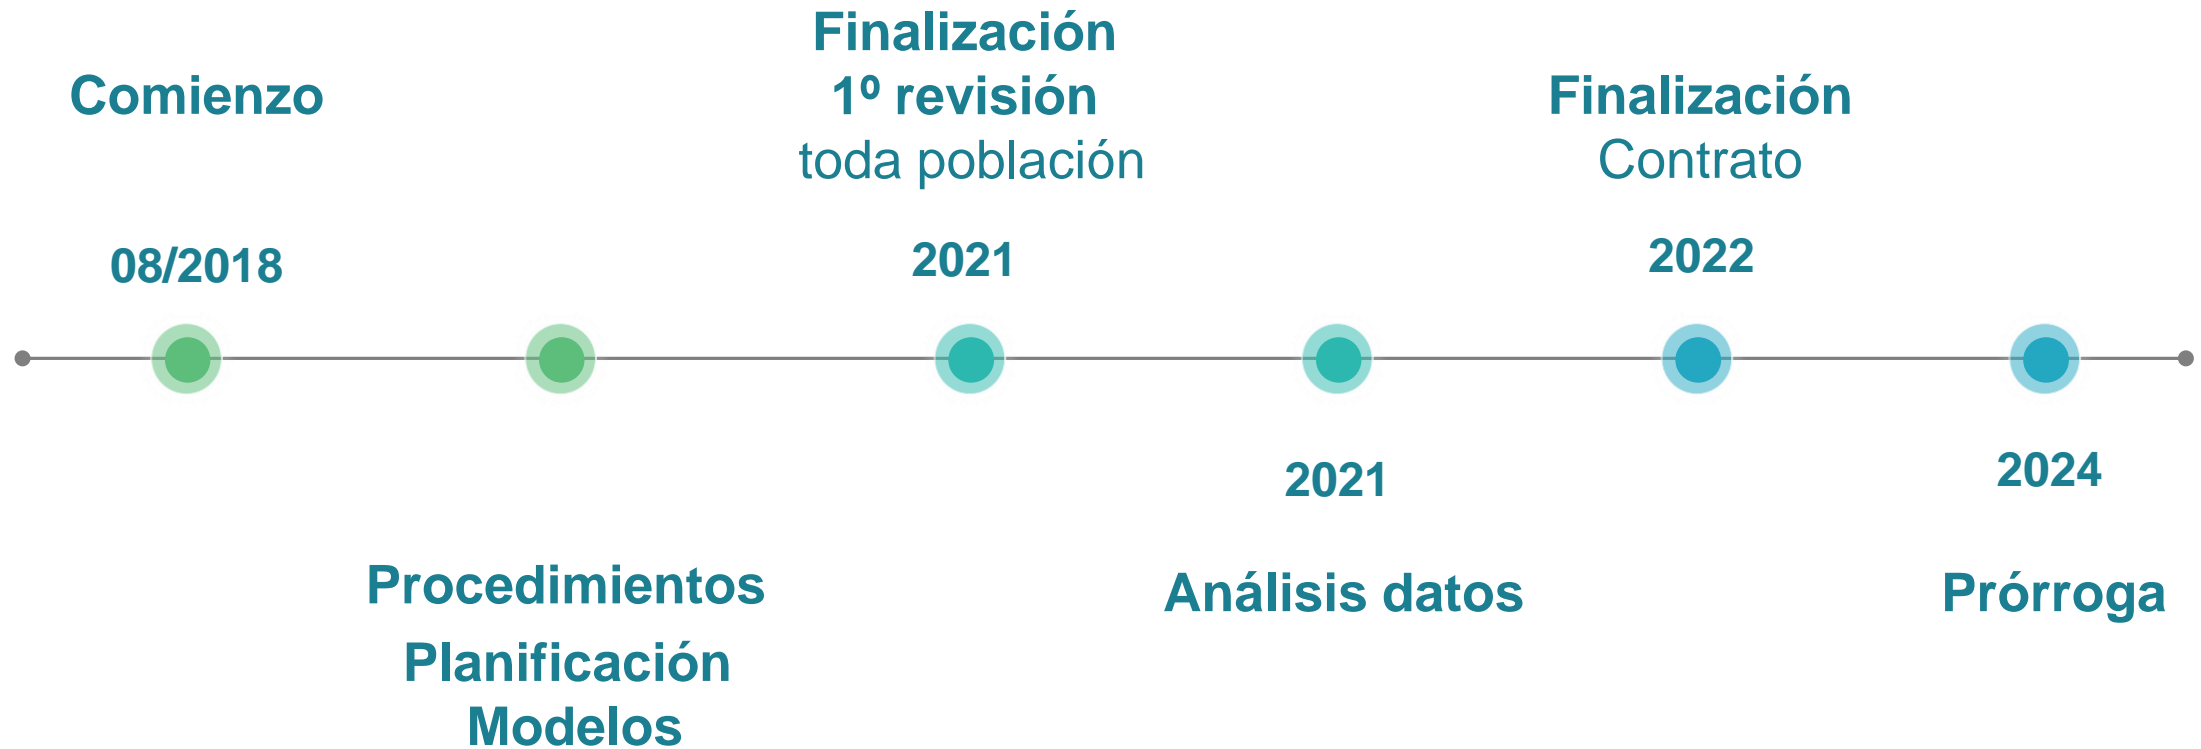 Comienzo
08/2018
Procedimientos
Planificación
Modelos
Finalización
1º revisión
toda población
2021
2021
Análisis datos
Finalización
Contrato
2022
2024
Prórroga